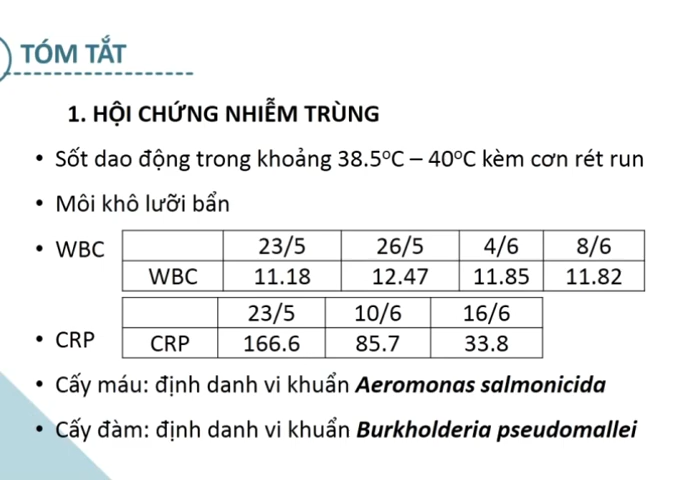 TÓM TẮT
1. HỘI CHỨNG NHIỄM TRÙNG
• Sốt dao động trong khoảng 38.5ºC – 40ºC kèm cơn rét run
• Môi khô lưỡi bẩn
• WBC
23/5 26/5 4/6 8/6
WBC 11.18 12.47 11.85 11.82
23/5 10/6 16/6
• CRP
CRP 166.6 85.7 33.8
• Cấy máu: định danh vi khuẩn Aeromonas salmonicida
• Cấy đàm: định danh vi khuẩn Burkholderia pseudomallei